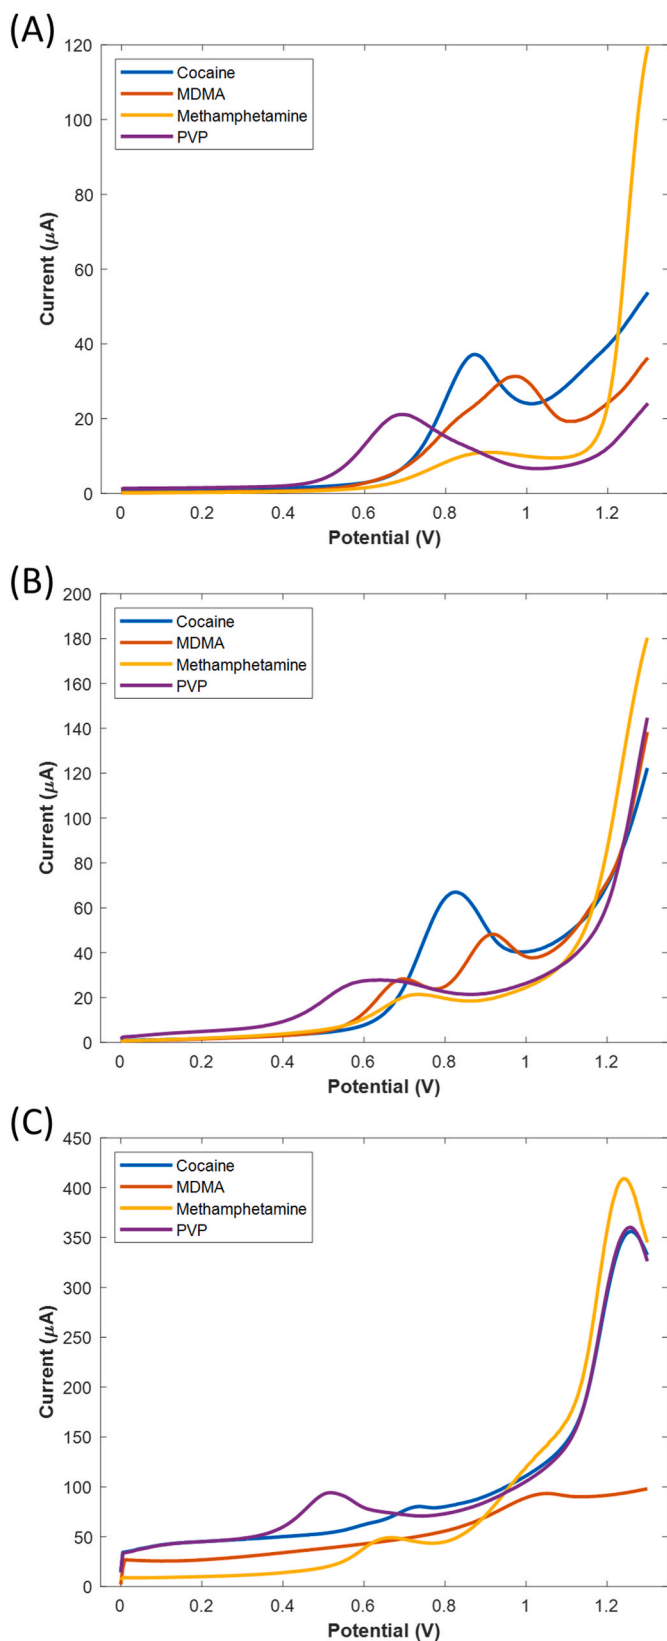 (A)
120
100
80
60
40
20
0
Current (μA)
Cocaine
MDMA
Methamphetamine
PVP
0 0.2 0.4 0.6 0.8 1 1.2
Potential (V)
(B)
200
180
160
140
120
100
80
60
40
20
0
Current (μA)
Cocaine
MDMA
Methamphetamine
PVP
0 0.2 0.4 0.6 0.8 1 1.2
Potential (V)
(C)
450
400
350
300
250
200
150
100
50
0
Current (μA)
Cocaine
MDMA
Methamphetamine
PVP
0 0.2 0.4 0.6 0.8 1 1.2
Potential (V)